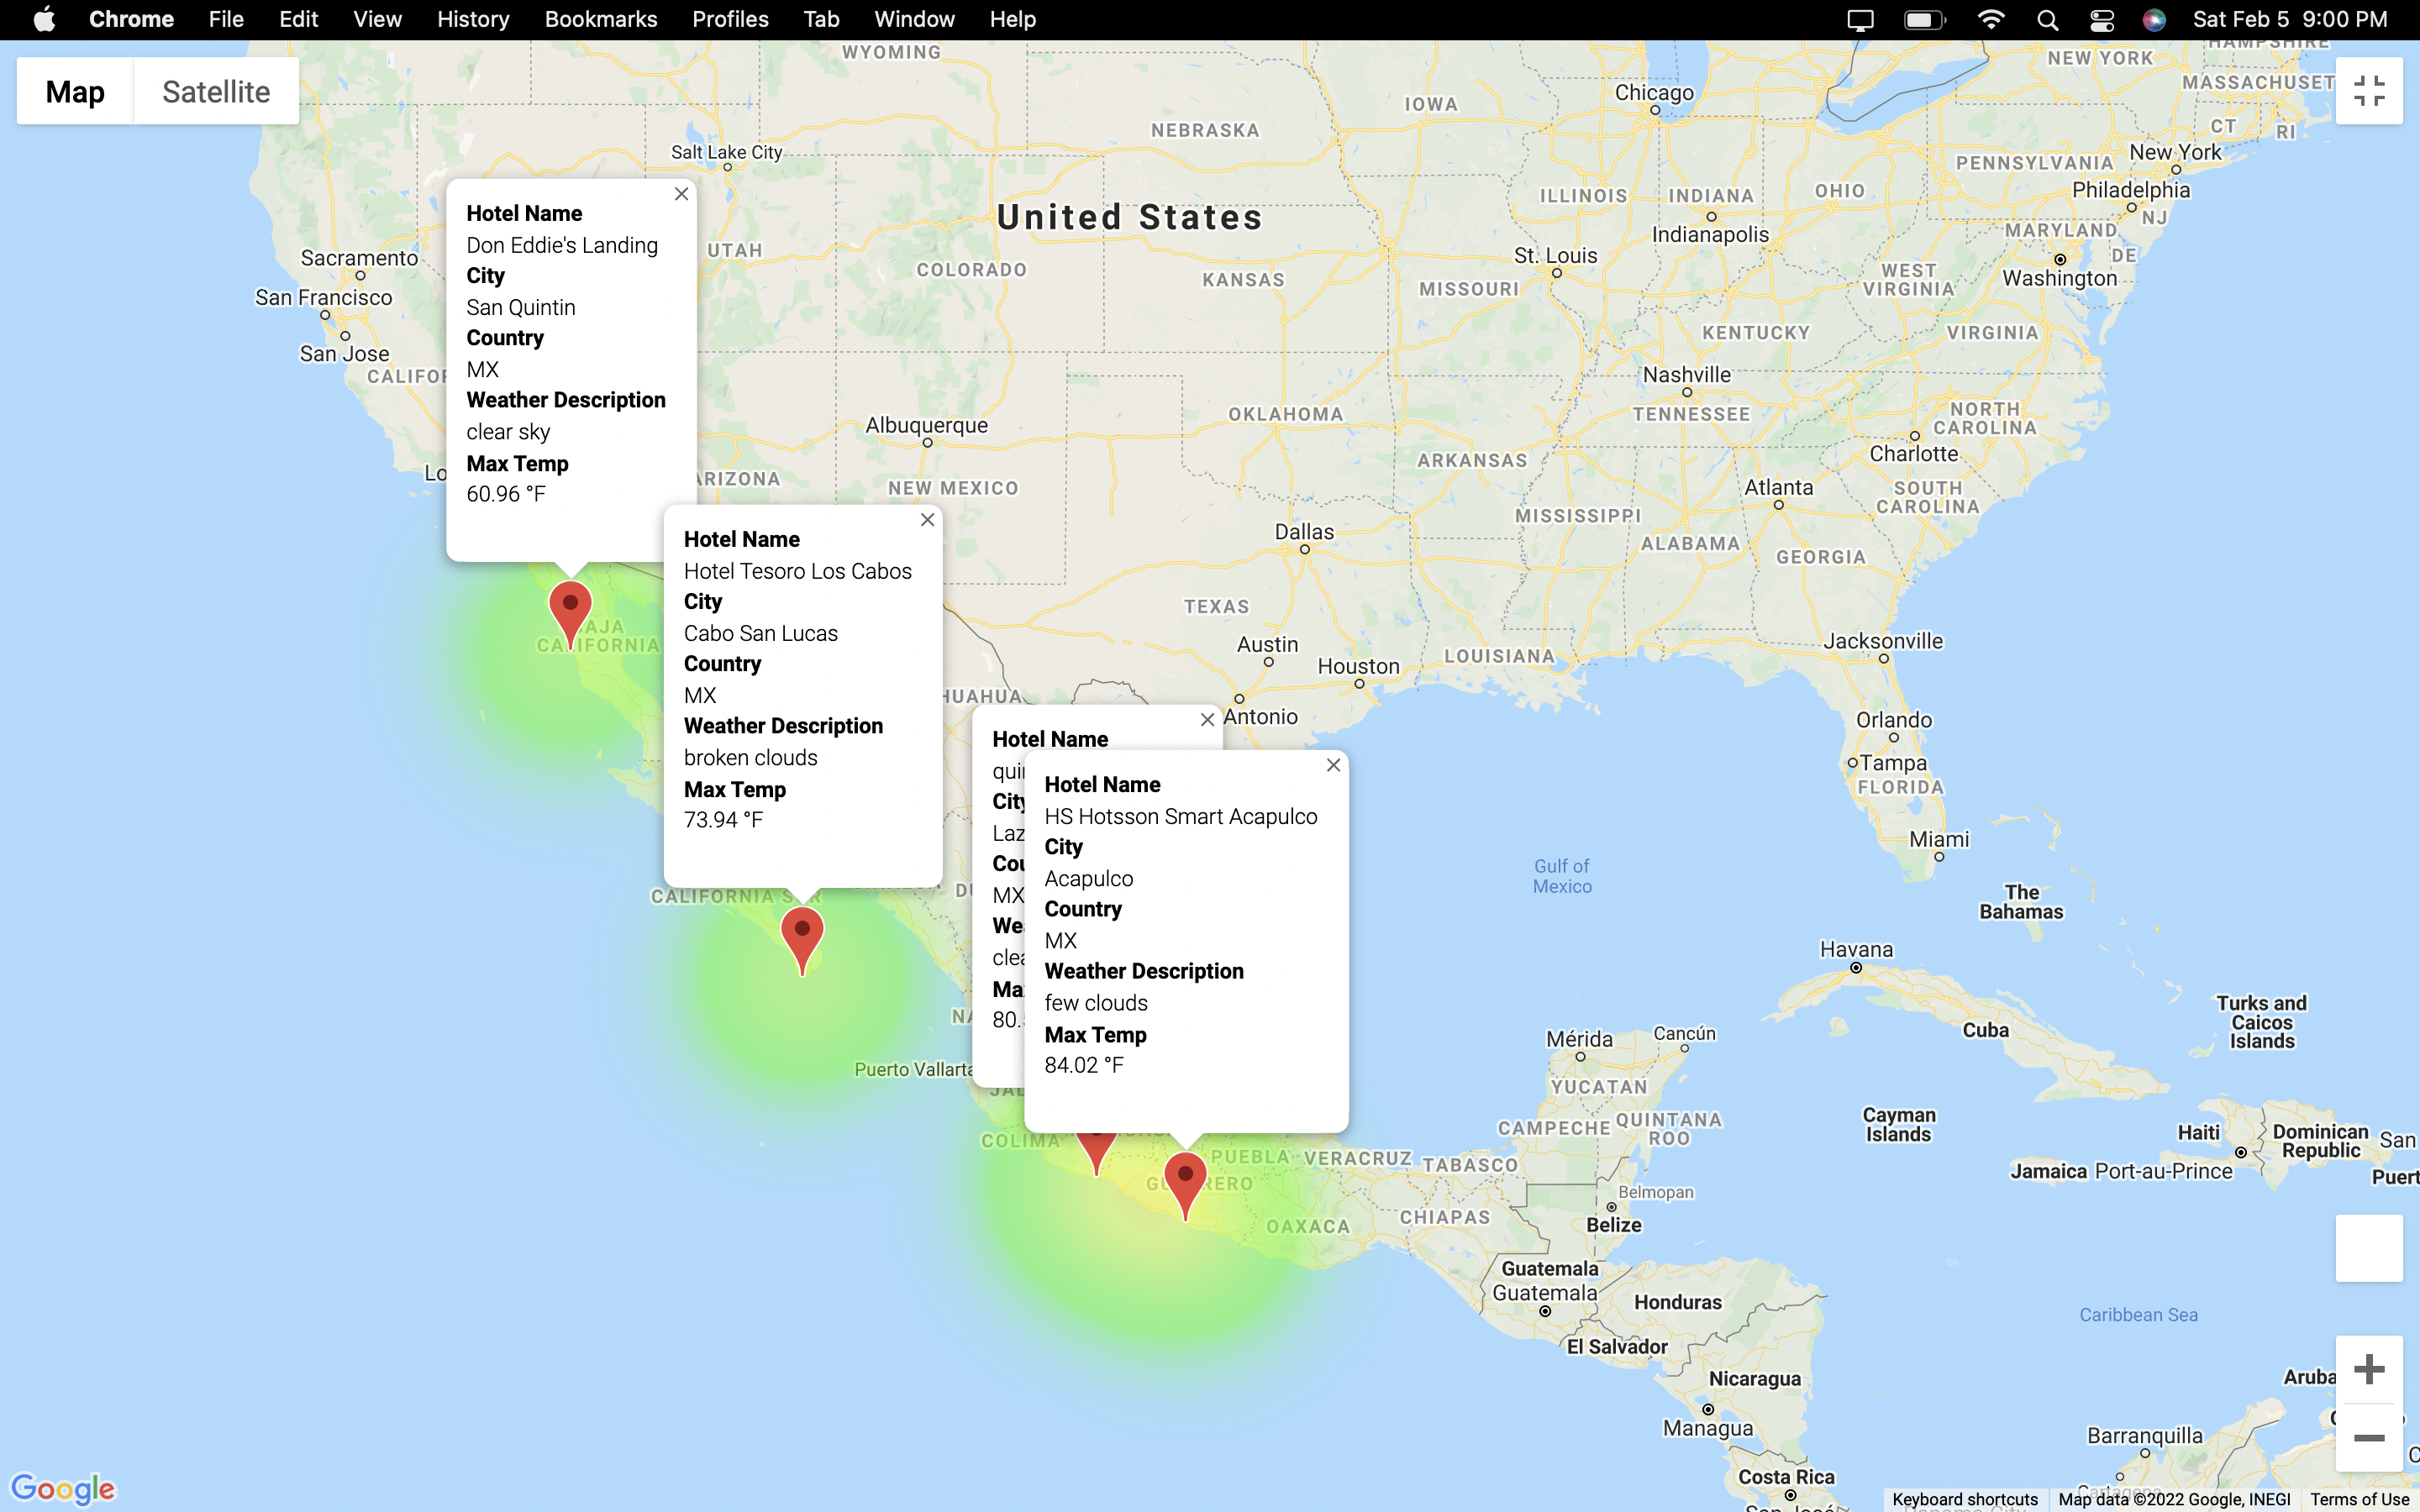 Chrome File Edit View History Bookmarks Profiles Tab Window Help Sat Feb 5 9:00 PM
Map Satellite
WYOMING
HAMPSHIRE
NEW YORK
MASSACHUSET
Chicago
IOWA
NEBRASKA
CT
RI
Salt Lake City
PENNSYLVANIA
New York
ILLINOIS
INDIANA
OHIO
Philadelphia
NJ
United States
Indianapolis
MARYLAND
UTAH
Sacramento
COLORADO
KANSAS
St. Louis
WEST
VIRGINIA
DE
Washington
San Francisco
MISSOURI
San Jose
KENTUCKY
VIRGINIA
CALIFOR
Nashville
TENNESSEE
OKLAHOMA
Albuquerque
NORTH
CAROLINA
Charlotte
ARKANSAS
Lo
ARIZONA
NEW MEXICO
Atlanta
SOUTH
CAROLINA
MISSISSIPPI
Dallas
ALABAMA
GEORGIA
TEXAS
Austin
Houston
LOUISIANA
Jacksonville
HUAHUA
Antonio
Orlando
Tampa
FLORIDA
Miami
Gulf of
Mexico
The
Bahamas
Havana
Hotel Name
Don Eddie's Landing
City
San Quintin
Country
MX
Weather Description
clear sky
Max Temp
60.96 °F
BAJA
CALIFORNIA
Hotel Name
Hotel Tesoro Los Cabos
City
Cabo San Lucas
Country
MX
Weather Description
broken clouds
Max Temp
73.94 °F
CALIFORNIA SUR
DU
NA
Puerto Vallarta
JAL
COLIMA
Hotel Name
quin
City
Laz
Cou
MX
Wea
clea
Max
80.
Hotel Name
HS Hotsson Smart Acapulco
City
Acapulco
Country
MX
Weather Description
few clouds
Max Temp
84.02 °F
Turks and
Caicos
Islands
Cuba
Mérida
Cancún
YUCATAN
CAMPECHE
QUINTANA
ROO
Cayman
Islands
Haiti
Dominican
Republic
San
Jamaica
Port-au-Prince
Puert
PUEBLA
VERACRUZ
TABASCO
GUERRERO
OAXACA
CHIAPAS
Belmopan
Belize
Guatemala
Guatemala
Honduras
El Salvador
Caribbean Sea
Nicaragua
Managua
Aruba
Barranquilla
Cartagena
Costa Rica
San José
Panama City
Google
Keyboard shortcuts Map data ©2022 Google, INEGI Terms of Use